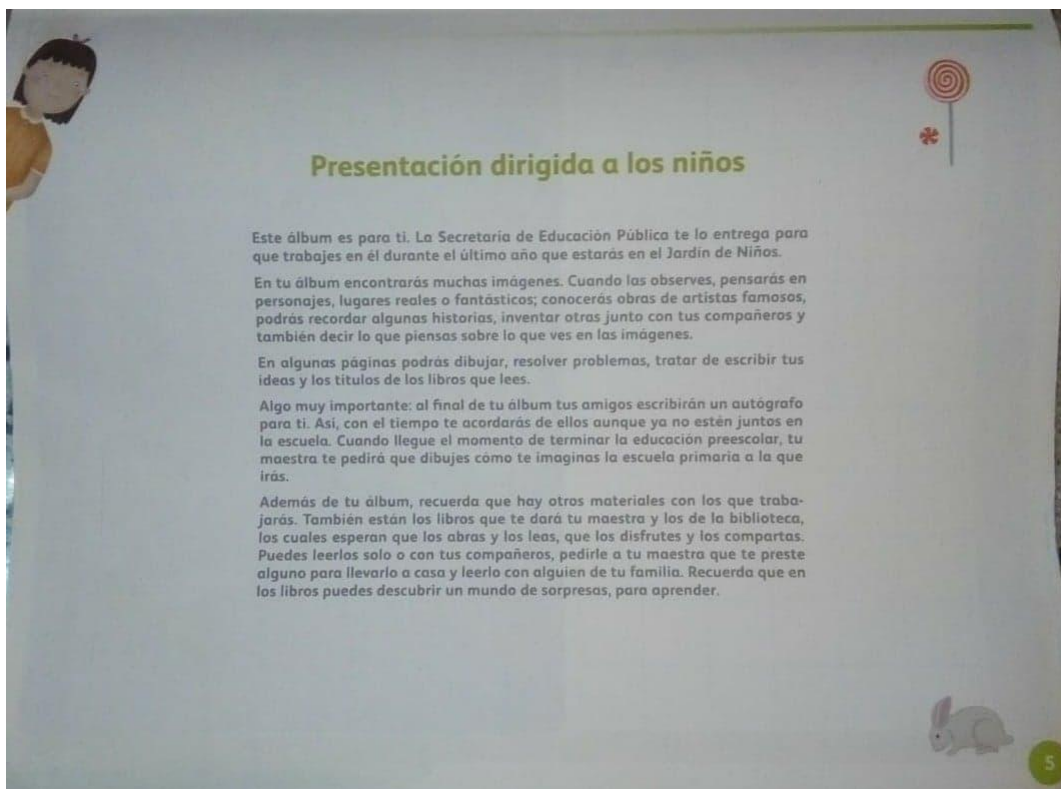 Presentación dirigida a los niños
Este álbum es para ti. La Secretaría de Educación Pública te lo entrega para
que trabajes en él durante el último año que estarás en el Jardín de Niños.
En tu álbum encontrarás muchas imágenes. Cuando las observes, pensarás en
personajes, lugares reales o fantásticos; conocerás obras de artistas famosos,
podrás recordar algunas historias, inventar otras junto con tus compañeros y
también decir lo que piensas sobre lo que ves en las imágenes.
En algunas páginas podrás dibujar, resolver problemas, tratar de escribir tus
ideas y los títulos de los libros que lees.
Algo muy importante: al final de tu álbum tus amigos escribirán un autógrafo
para ti. Así, con el tiempo te acordarás de ellos aunque ya no estén juntos en
la escuela. Cuando llegue el momento de terminar la educación preescolar, tu
maestra te pedirá que dibujes cómo te imaginas la escuela primaria a la que
irás.
Además de tu álbum, recuerda que hay otros materiales con los que traba-
jarás. También están los libros que te dará tu maestra y los de la biblioteca,
los cuales esperan que los abras y los leas, que los disfrutes y los compartas.
Puedes leerlos solo o con tus compañeros, pedirle a tu maestra que te preste
alguno para llevarlo a casa y leerlo con alguien de tu familia. Recuerda que en
los libros puedes descubrir un mundo de sorpresas, para aprender.
5